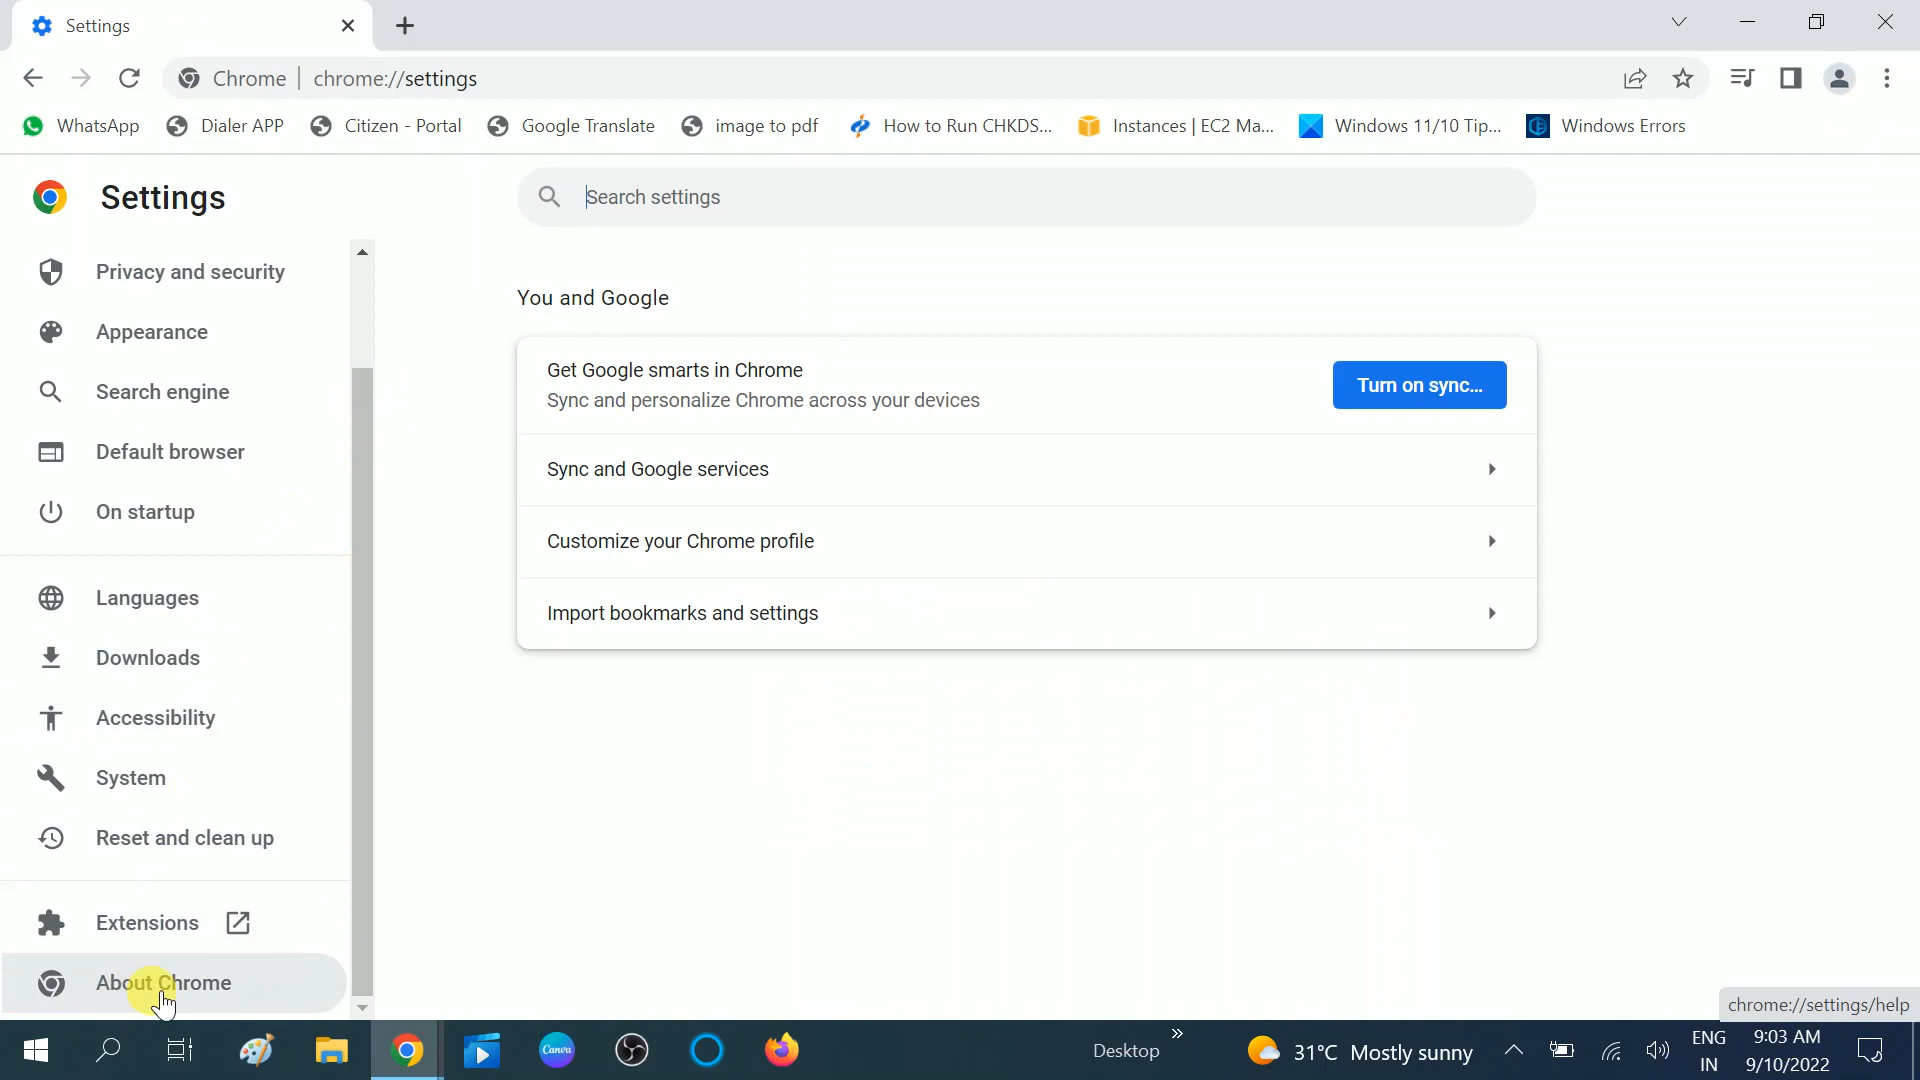 Settings
Chrome | chrome://settings
WhatsApp Dialer APP Citizen - Portal Google Translate image to pdf How to Run CHKDS... Instances | EC2 Ma... Windows 11/10 Tip... Windows Errors
Settings
Search settings
Privacy and security
Appearance
Search engine
Default browser
On startup
Languages
Downloads
Accessibility
System
Reset and clean up
Extensions
About Chrome
You and Google
Get Google smarts in Chrome
Sync and personalize Chrome across your devices
Turn on sync...
Sync and Google services
Customize your Chrome profile
Import bookmarks and settings
chrome://settings/help
Canva
Desktop
31°C Mostly sunny
ENG
IN
9:03 AM
9/10/2022